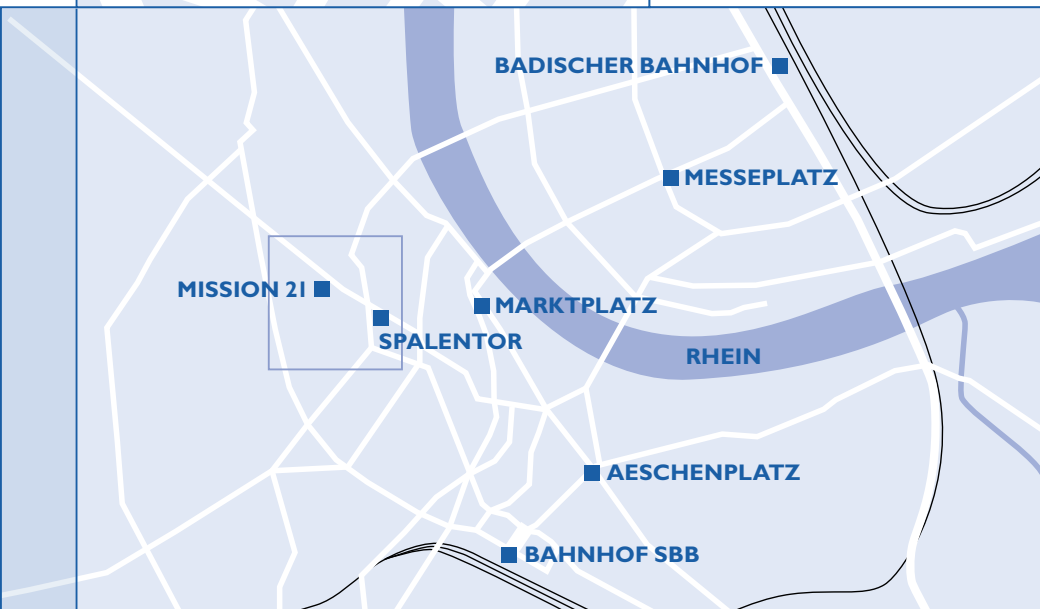 BADISCHER BAHNHOF
MESSEPLATZ
MISSION 21
MARKTPLATZ
SPALENTOR
RHEIN
AESCHENPLATZ
BAHNHOF SBB